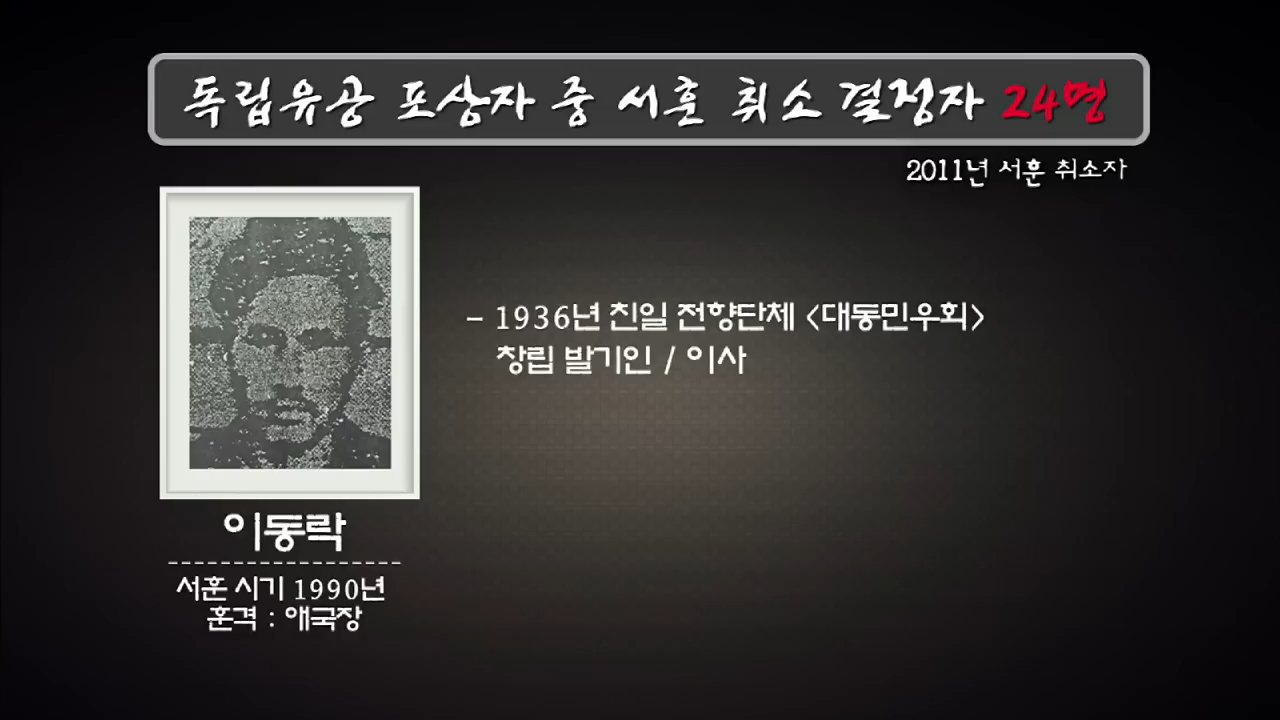 독립유공 포상자 중 서훈 취소 결정자 24명
2011년 서훈 취소자
- 1936년 친일 전향단체 <대동민우회>
창립 발기인 / 이사
이동락
서훈 시기 1990년
훈격 : 애국장